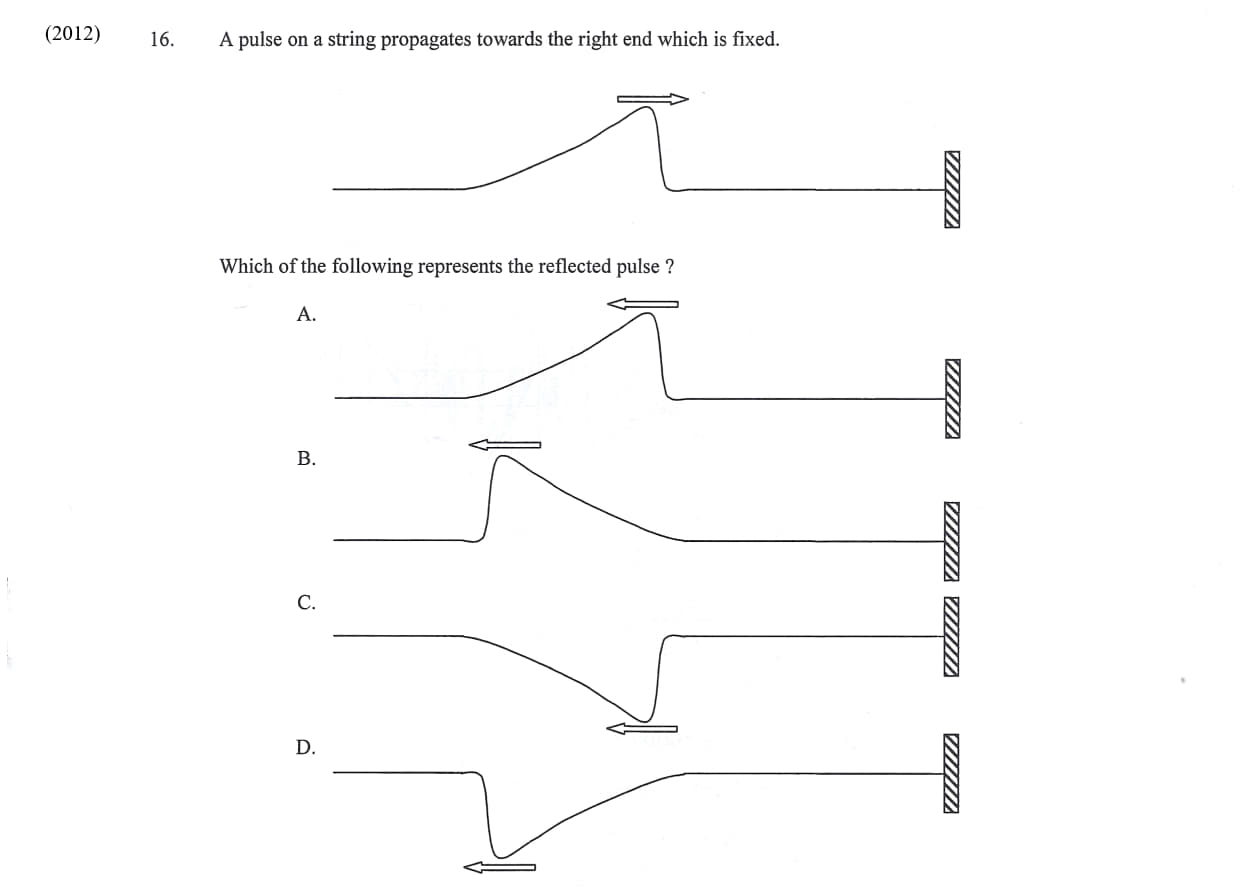 (2012) 16. A pulse on a string propagates towards the right end which is fixed.
Which of the following represents the reflected pulse ?
A.
B.
C.
D.